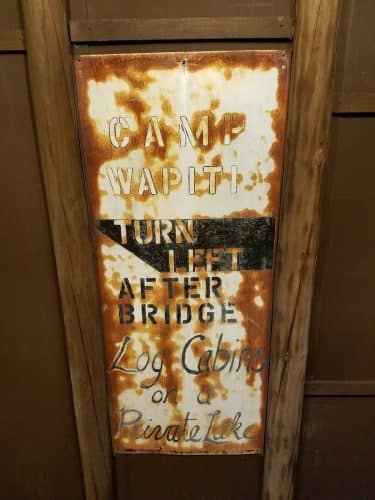 CAMP
WAPITI
TURN
LEFT
AFTER
BRIDGE
Log Cabins
on a
Private Lake